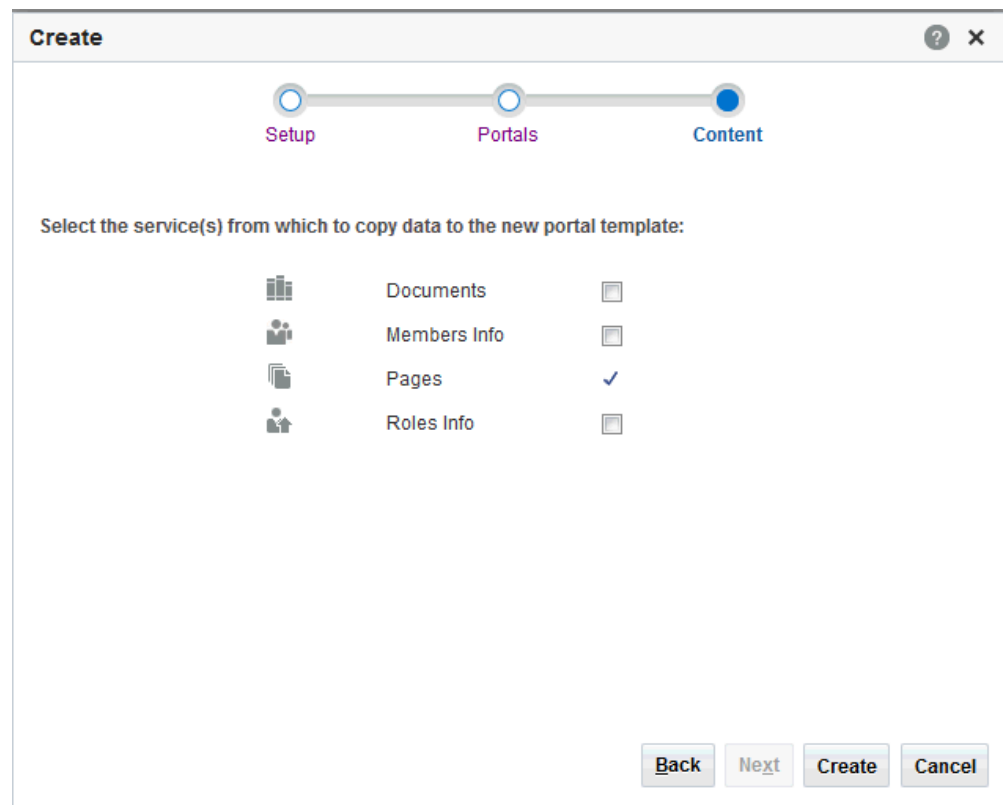 Create
Setup Portals Content
Select the service(s) from which to copy data to the new portal template:
Documents
Members Info
Pages
Roles Info
Back Next Create Cancel